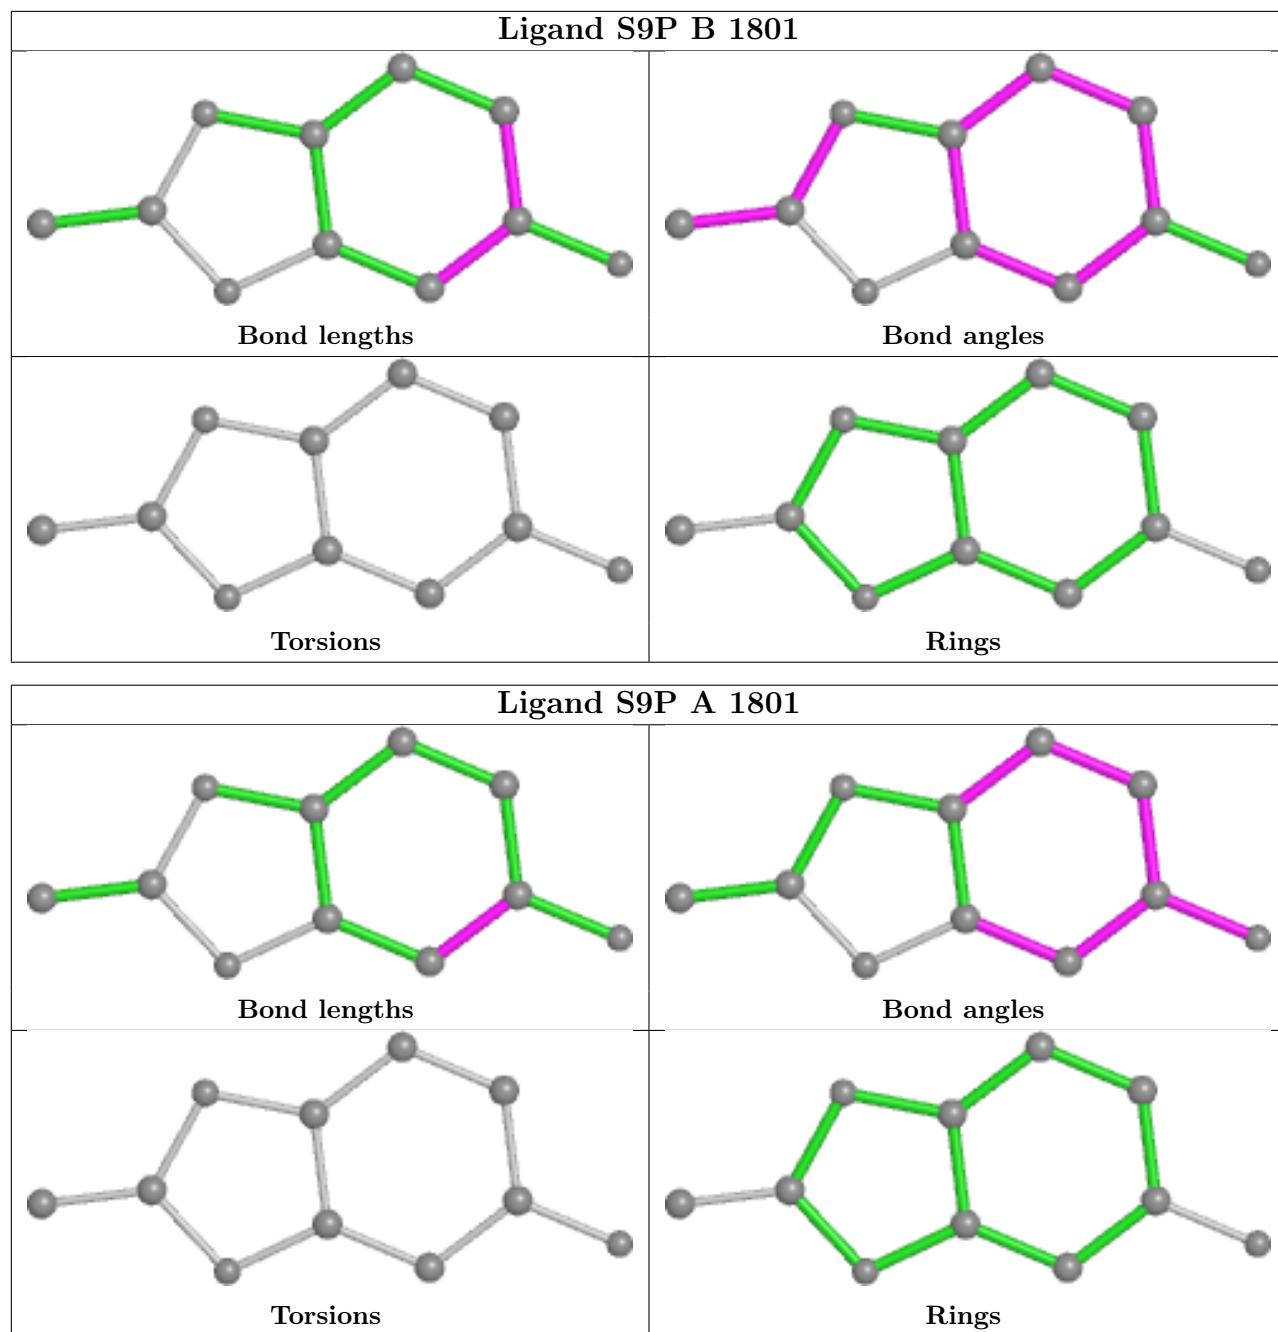 Ligand S9P B 1801
Bond lengths
Bond angles
Torsions
Rings
Ligand S9P A 1801
Bond lengths
Bond angles
Torsions
Rings